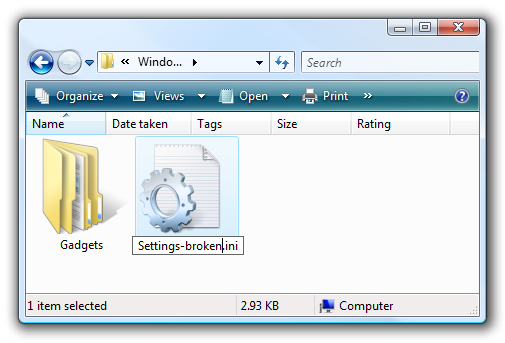 « Windo... Search
Organize Views Open Print »
Name Date taken Tags Size Rating
Gadgets
Settings-broken.ini
1 item selected 2.93 KB Computer